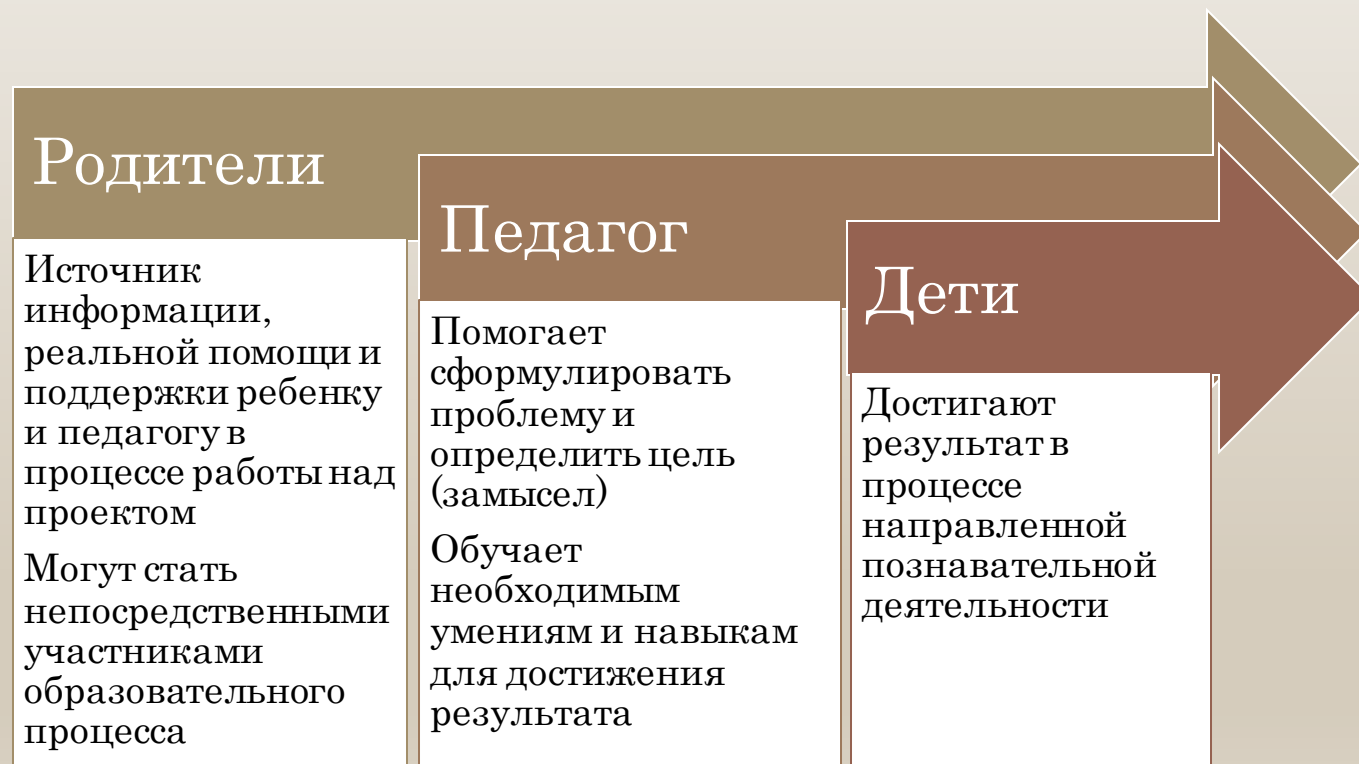 Родители
Источник
информации,
реальной помощи и
поддержки ребенку
и педагогу в
процессе работы над
проектом
Могут стать
непосредственными
участниками
образовательного
процесса
Педагог
Помогает
сформулировать
проблему и
определить цель
(замысел)
Обучает
необходимым
умениям и навыкам
для достижения
результата
Дети
Достигают
результат в
процессе
направленной
познавательной
деятельности